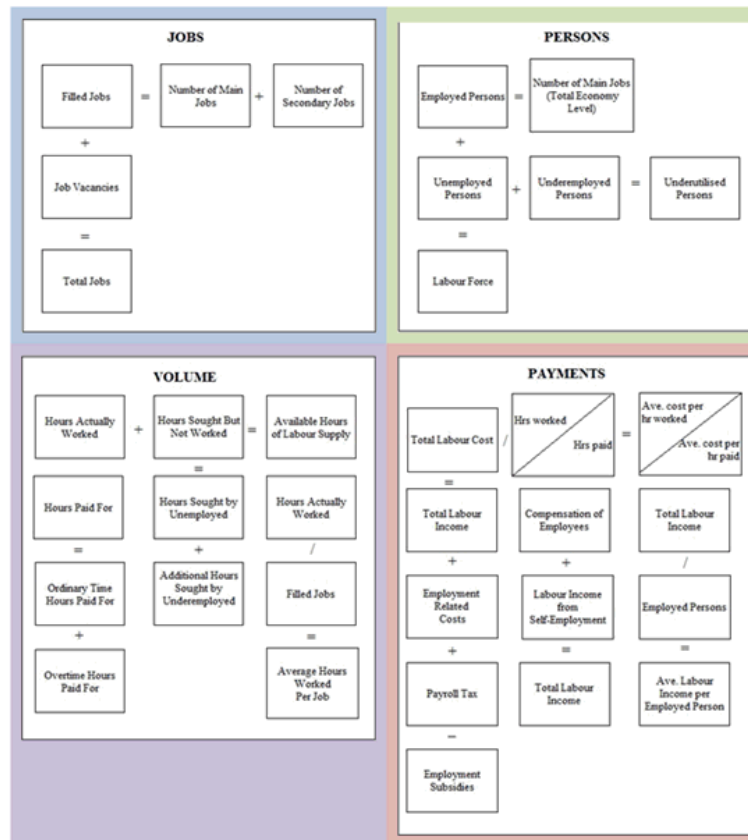 JOBS
Filled Jobs
=
Number of Main
Jobs
+
Number of
Secondary Jobs
+
Job Vacancies
=
Total Jobs
PERSONS
Employed Persons
=
Number of Main Jobs
(Total Economy
Level)
+
Unemployed
Persons
+
Underemployed
Persons
=
Underutilised
Persons
=
Labour Force
VOLUME
Hours Actually
Worked
+
Hours Sought But
Not Worked
=
Available Hours
of Labour Supply
=
Hours Paid For
Hours Sought by
Unemployed
Hours Actually
Worked
=
+
/
Ordinary Time
Hours Paid For
Additional Hours
Sought by
Underemployed
Filled Jobs
+
=
Overtime Hours
Paid For
Average Hours
Worked
Per Job
PAYMENTS
Total Labour Cost
/
Hrs worked
Hrs paid
=
Ave. cost per
hr worked
Ave. cost per
hr paid
=
Total Labour
Income
Compensation of
Employees
Total Labour
Income
+
+
/
Employment
Related
Costs
Labour Income
from
Self-Employment
Employed Persons
+
=
=
Payroll Tax
Total Labour
Income
Ave. Labour
Income per
Employed Person
−
Employment
Subsidies